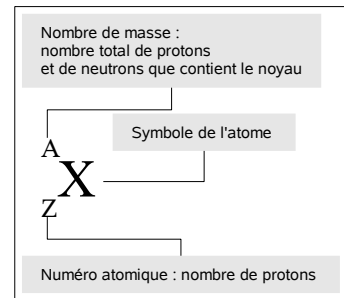 Nombre de masse :
nombre total de protons
et de neutrons que contient le noyau
Symbole de l'atome
A
X
Z
Numéro atomique : nombre de protons